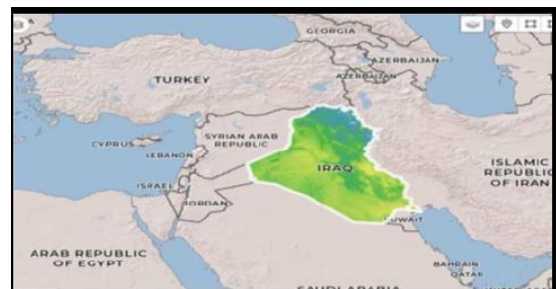 GEORGIA
AZERBAIJAN
AZERBAIJAN
TURKEY
CYPRUS
SYRIAN ARAB
REPUBLIC
LEBANON
IRAQ
ISLAMIC
REPUBLIC
OF IRAN
ISRAEL
JORDAN
KUWAIT
ARAB REPUBLIC
OF EGYPT
BAHRAIN
QATAR
SAUDI ARABIA